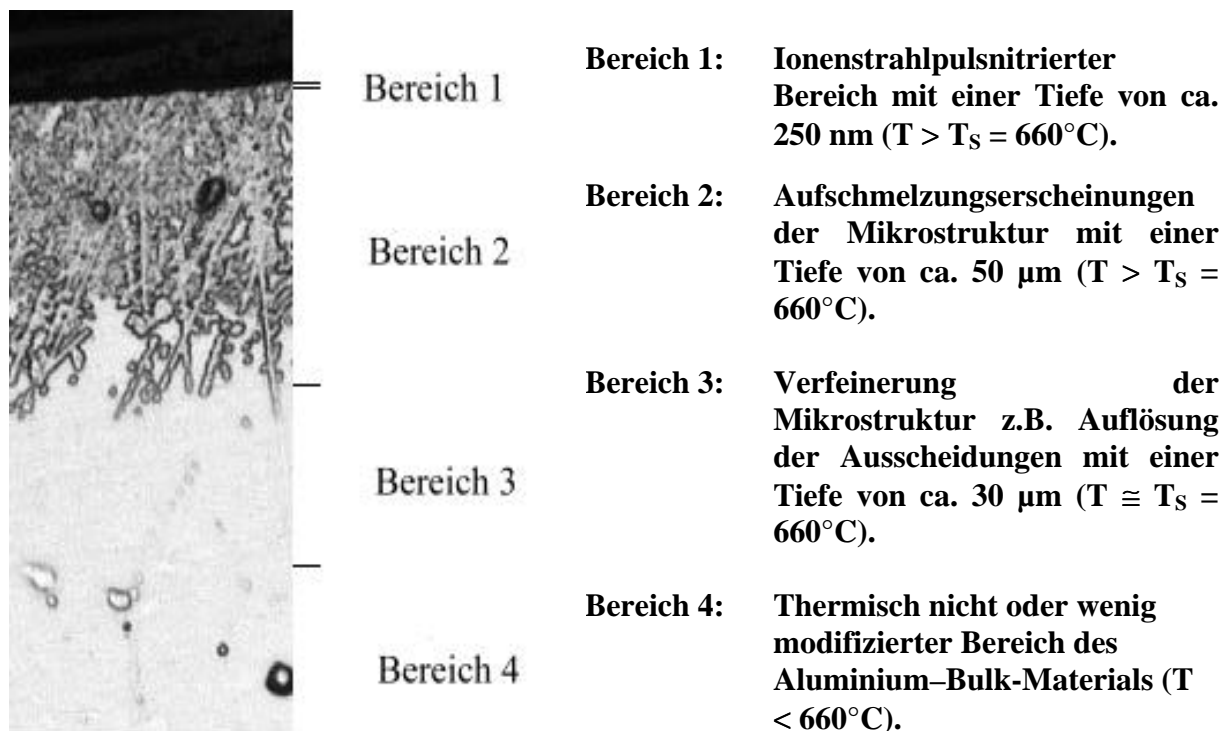 Bereich 1
Bereich 2
Bereich 3
Bereich 4
Bereich 1: Ionenstrahlpulsnitrierter
Bereich mit einer Tiefe von ca.
250 nm (T > TS = 660°C).
Bereich 2: Aufschmelzungserscheinungen
der Mikrostruktur mit einer
Tiefe von ca. 50 µm (T > TS =
660°C).
Bereich 3: Verfeinerung der
Mikrostruktur z.B. Auflösung
der Ausscheidungen mit einer
Tiefe von ca. 30 µm (T ≅ TS =
660°C).
Bereich 4: Thermisch nicht oder wenig
modifizierter Bereich des
Aluminium–Bulk-Materials (T
< 660°C).